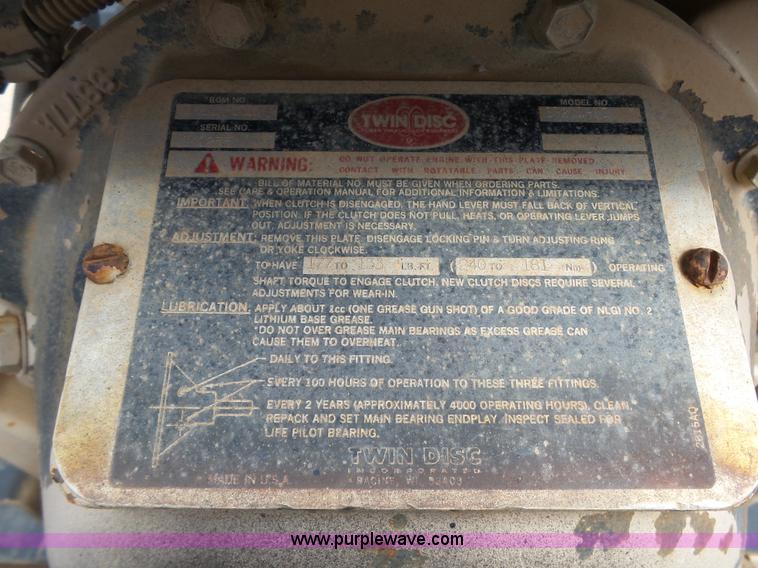 BOM NO.
MODEL NO.
TWIN DISC
SERIAL NO.
WARNING: DO NOT OPERATE ENGINE WITH THIS PLATE REMOVED.
CONTACT WITH ROTATABLE PARTS CAN CAUSE INJURY.
BILL OF MATERIAL NO. MUST BE GIVEN WHEN ORDERING PARTS.
SEE CARE & OPERATION MANUAL FOR ADDITIONAL INFORMATION & LIMITATIONS.
IMPORTANT: WHEN CLUTCH IS DISENGAGED, THE HAND LEVER MUST FALL BACK OF VERTICAL
POSITION. IF THE CLUTCH DOES NOT PULL, HEATS, OR OPERATING LEVER JUMPS
OUT, ADJUSTMENT IS NECESSARY.
ADJUSTMENT: REMOVE THIS PLATE, DISENGAGE LOCKING PIN & TURN ADJUSTING RING
OR YOKE CLOCKWISE.
TO HAVE 177 TO LB.FT. ( TO 181 Nm) OPERATING
SHAFT TORQUE TO ENGAGE CLUTCH. NEW CLUTCH DISCS REQUIRE SEVERAL
ADJUSTMENTS FOR WEAR-IN.
LUBRICATION: APPLY ABOUT 2cc (ONE GREASE GUN SHOT) OF A GOOD GRADE OF NLGI NO. 2
LITHIUM BASE GREASE.
*DO NOT OVER GREASE MAIN BEARINGS AS EXCESS GREASE CAN
CAUSE THEM TO OVERHEAT.
DAILY TO THIS FITTING.
EVERY 100 HOURS OF OPERATION TO THESE THREE FITTINGS.
EVERY 2 YEARS (APPROXIMATELY 4000 OPERATING HOURS), CLEAN,
REPACK AND SET MAIN BEARING ENDPLAY. INSPECT SEALED FOR
LIFE PILOT BEARING.
TWIN DISC
INCORPORATED
RACINE, WI 53403
MADE IN U.S.A.
2616AQ
www.purplewave.com